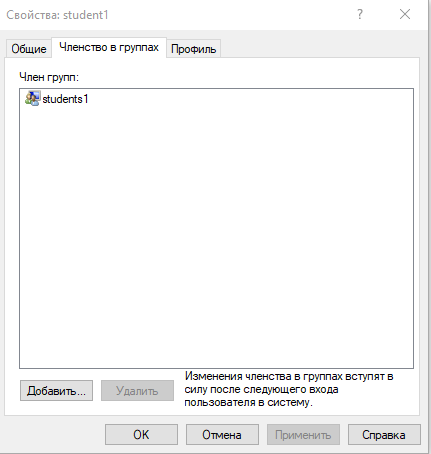 Свойства: student1
Общие
Членство в группах
Профиль
Член групп:
students1
Добавить...
Удалить
Изменения членства в группах вступят в
силу после следующего входа
пользователя в систему.
OK
Отмена
Применить
Справка